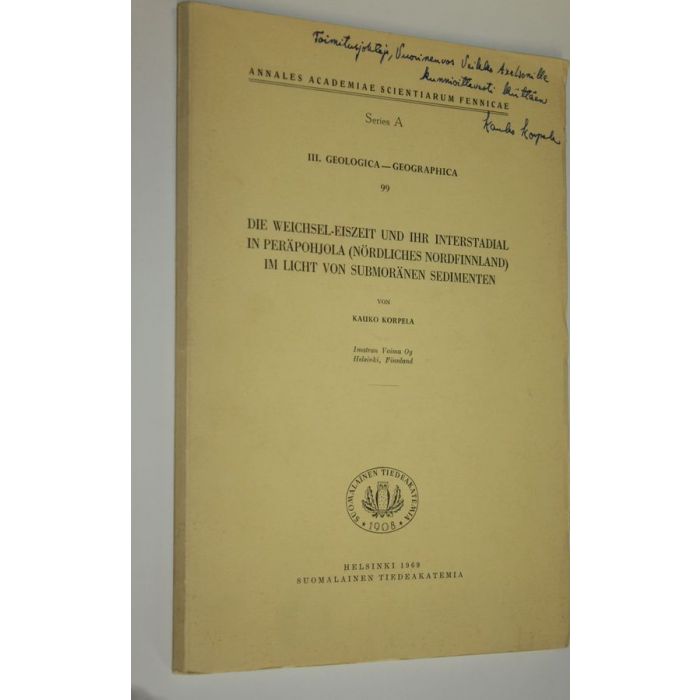 Toimitusjohtaja, Vuorineuvos Veikko Axelssonille
kunnioittavasti kiittäen
Kauko Korpela
ANNALES ACADEMIAE SCIENTIARUM FENNICAE
Series A
III. GEOLOGICA—GEOGRAPHICA
99
DIE WEICHSEL-EISZEIT UND IHR INTERSTADIAL
IN PERÄPOHJOLA (NÖRDLICHES NORDFINNLAND)
IM LICHT VON SUBMORÄNEN SEDIMENTEN
VON
KAUKO KORPELA
Imatran Voima Oy
Helsinki, Finnland
SUOMALAINEN TIEDEAKATEMIA
1908
HELSINKI 1969
SUOMALAINEN TIEDEAKATEMIA